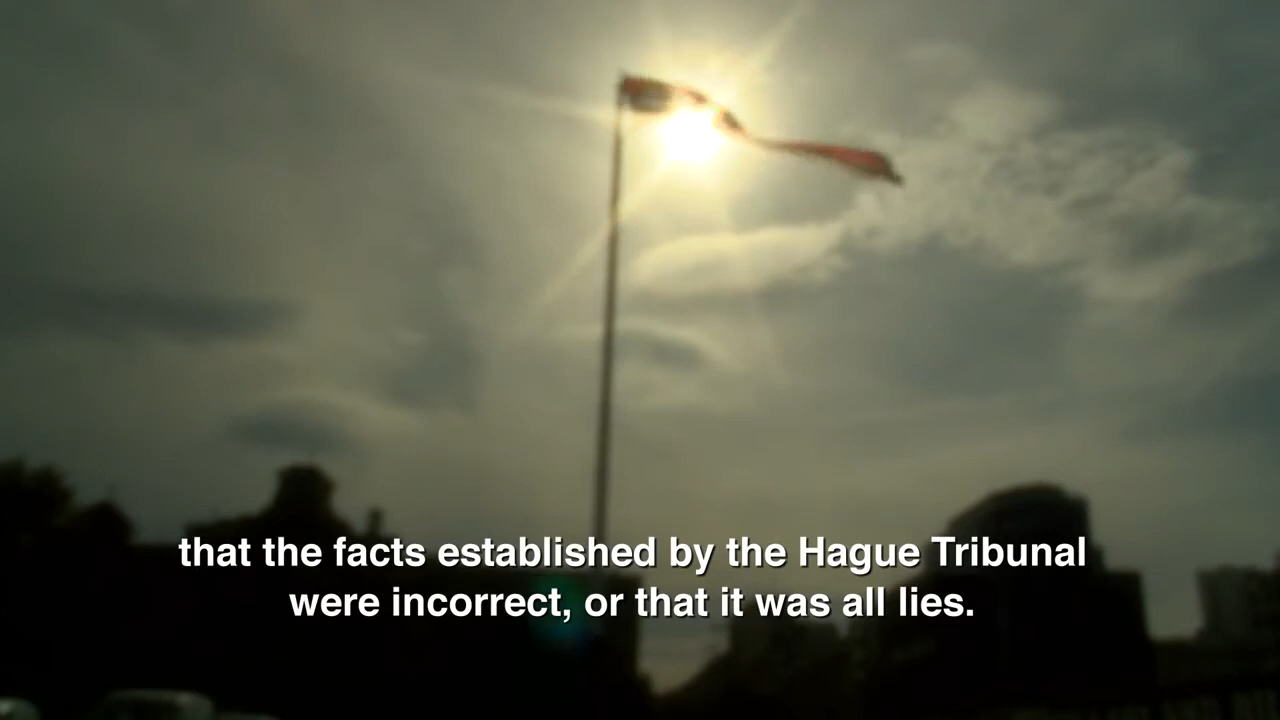 that the facts established by the Hague Tribunal
were incorrect, or that it was all lies.